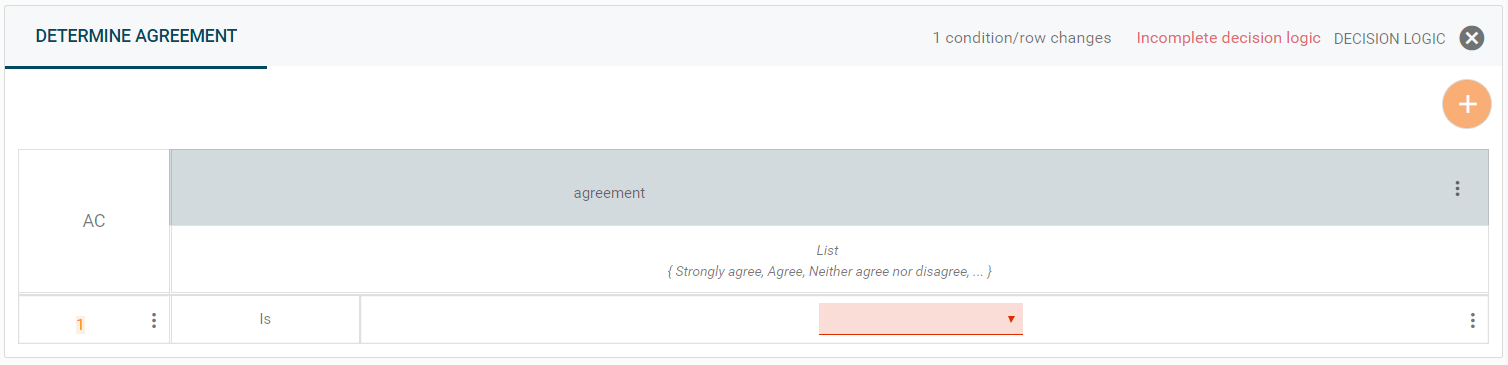 DETERMINE AGREEMENT
1 condition/row changes Incomplete decision logic DECISION LOGIC
AC
agreement
List
{ Strongly agree, Agree, Neither agree nor disagree, ... }
1 Is